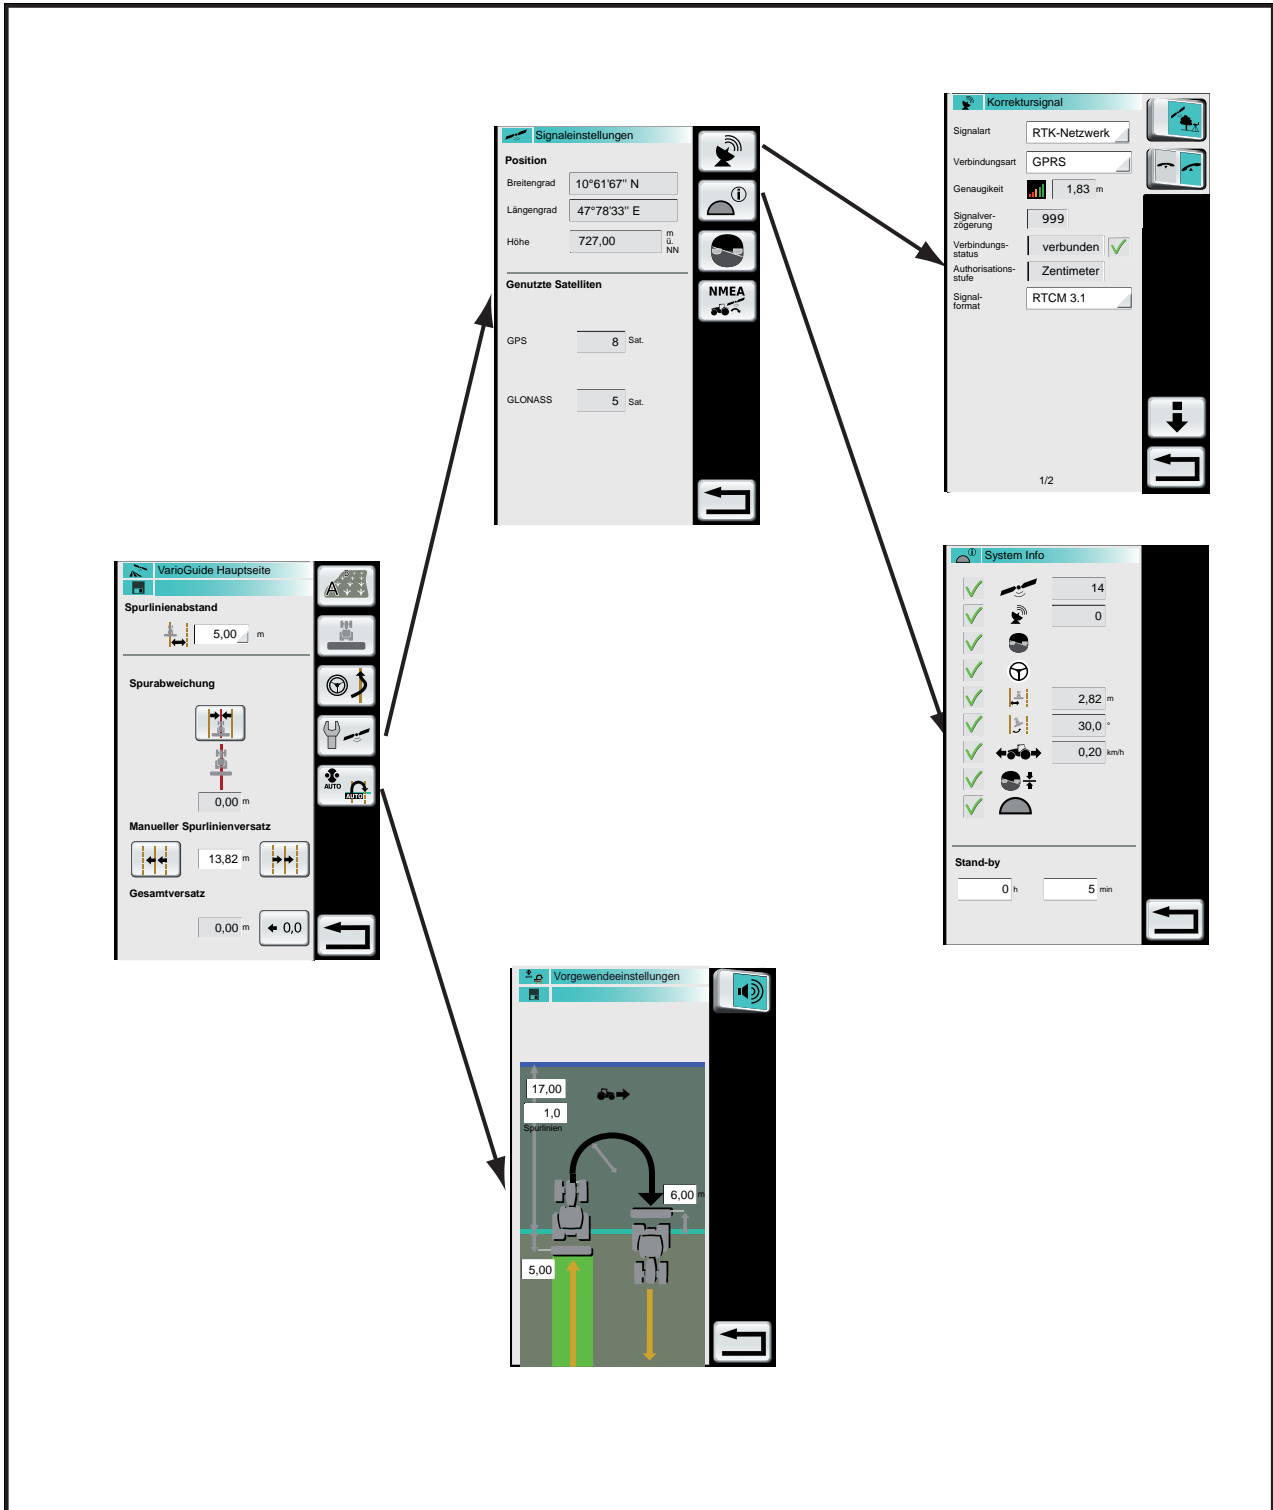 Korrektursignal
Signalart
RTK-Netzwerk
Verbindungsart
GPRS
Genaugikeit
1,83 m
Signalver-
zögerung
999
Verbindungs-
status
verbunden
Authorisations-
stufe
Zentimeter
Signal-
format
RTCM 3.1
1/2
Signaleinstellungen
Position
Breitengrad
10°61'67" N
Längengrad
47°78'33" E
Höhe
727,00
m
ü.
NN
Genutzte Satelliten
GPS
8 Sat.
GLONASS
5 Sat.
NMEA
System Info
14
0
2,82 m
30,0 °
0,20 km/h
Stand-by
0 h
5 min
VarioGuide Hauptseite
Spurlinienabstand
5,00 m
Spurabweichung
0,00 m
Manueller Spurlinienversatz
13,82 m
Gesamtversatz
0,00 m
0,0
A
B
AUTO
AUTO
Vorgewendeeinstellungen
17,00
1,0
Spurlinien
6,00 m
5,00